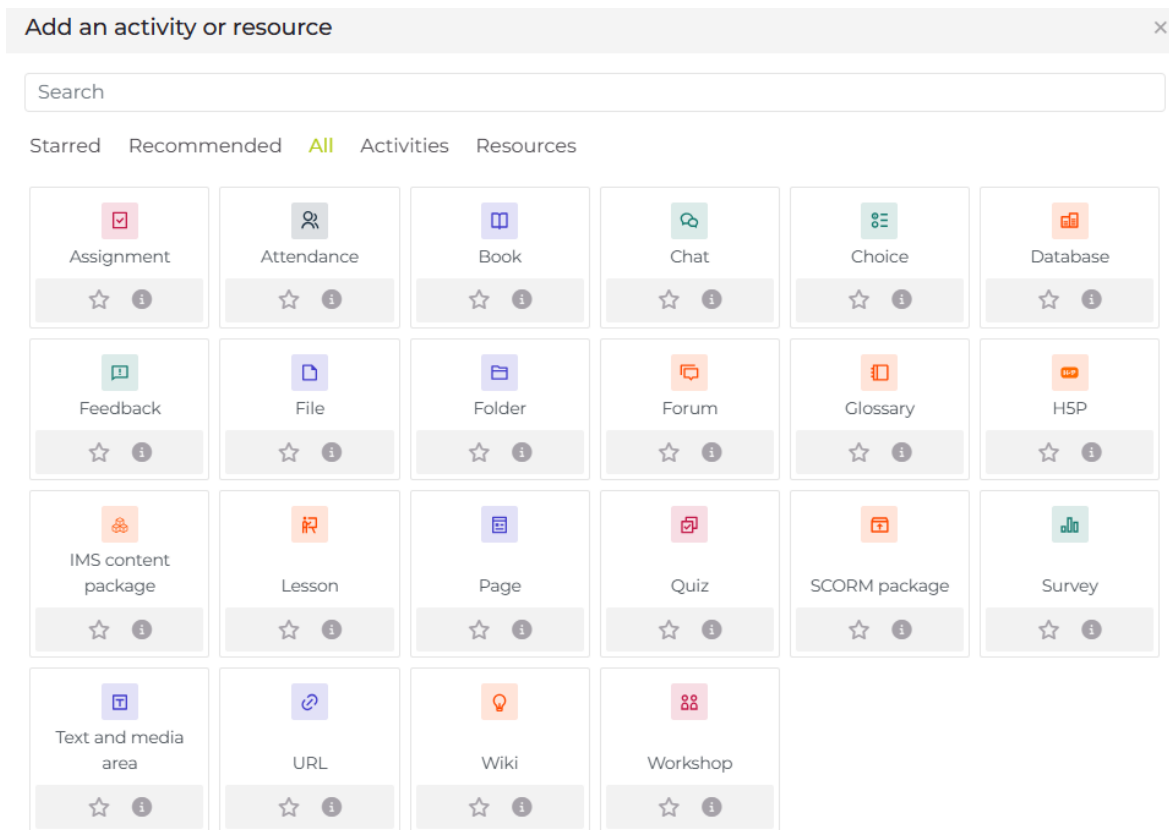 Add an activity or resource
Search
Starred Recommended All Activities Resources
Assignment Attendance Book Chat Choice Database
Feedback File Folder Forum Glossary H5P
IMS content
package Lesson Page Quiz SCORM package Survey
Text and media
area URL Wiki Workshop